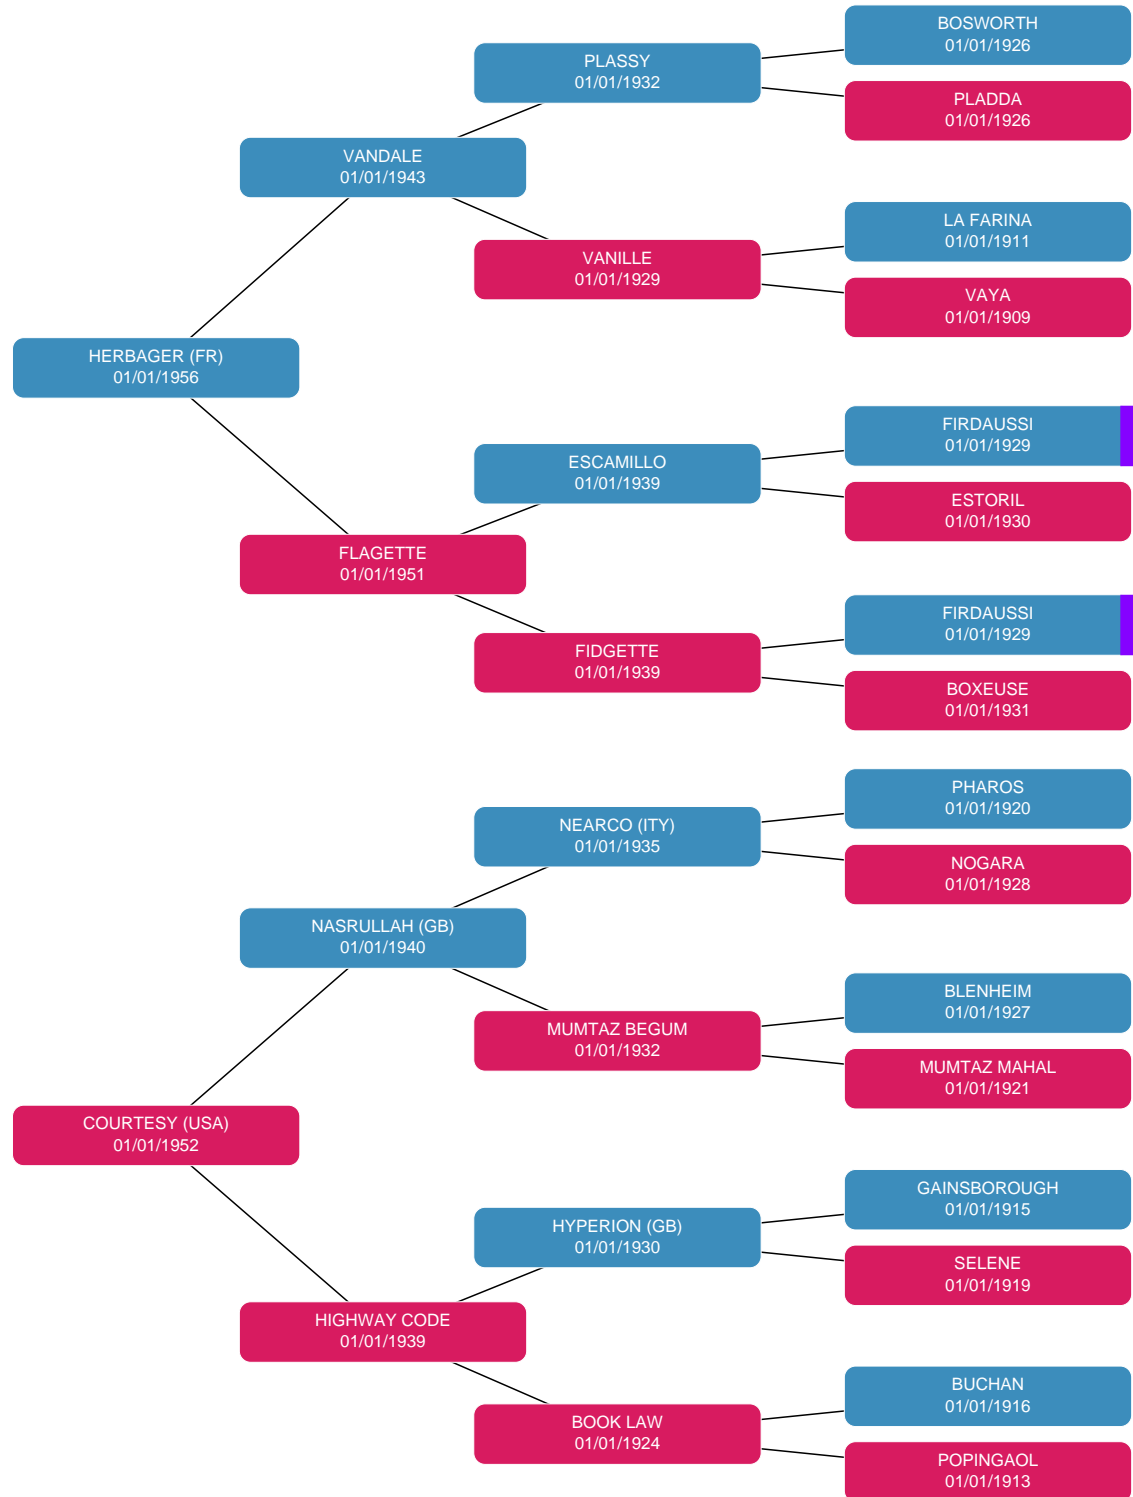 BOSWORTH
01/01/1926
PLASSY
01/01/1932
PLADDA
01/01/1926
VANDALE
01/01/1943
LA FARINA
01/01/1911
VANILLE
01/01/1929
VAYA
01/01/1909
HERBAGER (FR)
01/01/1956
FIRDAUSSI
01/01/1929
ESCAMILLO
01/01/1939
ESTORIL
01/01/1930
FLAGETTE
01/01/1951
FIRDAUSSI
01/01/1929
FIDGETTE
01/01/1939
BOXEUSE
01/01/1931
PHAROS
01/01/1920
NEARCO (ITY)
01/01/1935
NOGARA
01/01/1928
NASRULLAH (GB)
01/01/1940
BLENHEIM
01/01/1927
MUMTAZ BEGUM
01/01/1932
MUMTAZ MAHAL
01/01/1921
COURTESY (USA)
01/01/1952
GAINSBOROUGH
01/01/1915
HYPERION (GB)
01/01/1930
SELENE
01/01/1919
HIGHWAY CODE
01/01/1939
BUCHAN
01/01/1916
BOOK LAW
01/01/1924
POPINGAOL
01/01/1913